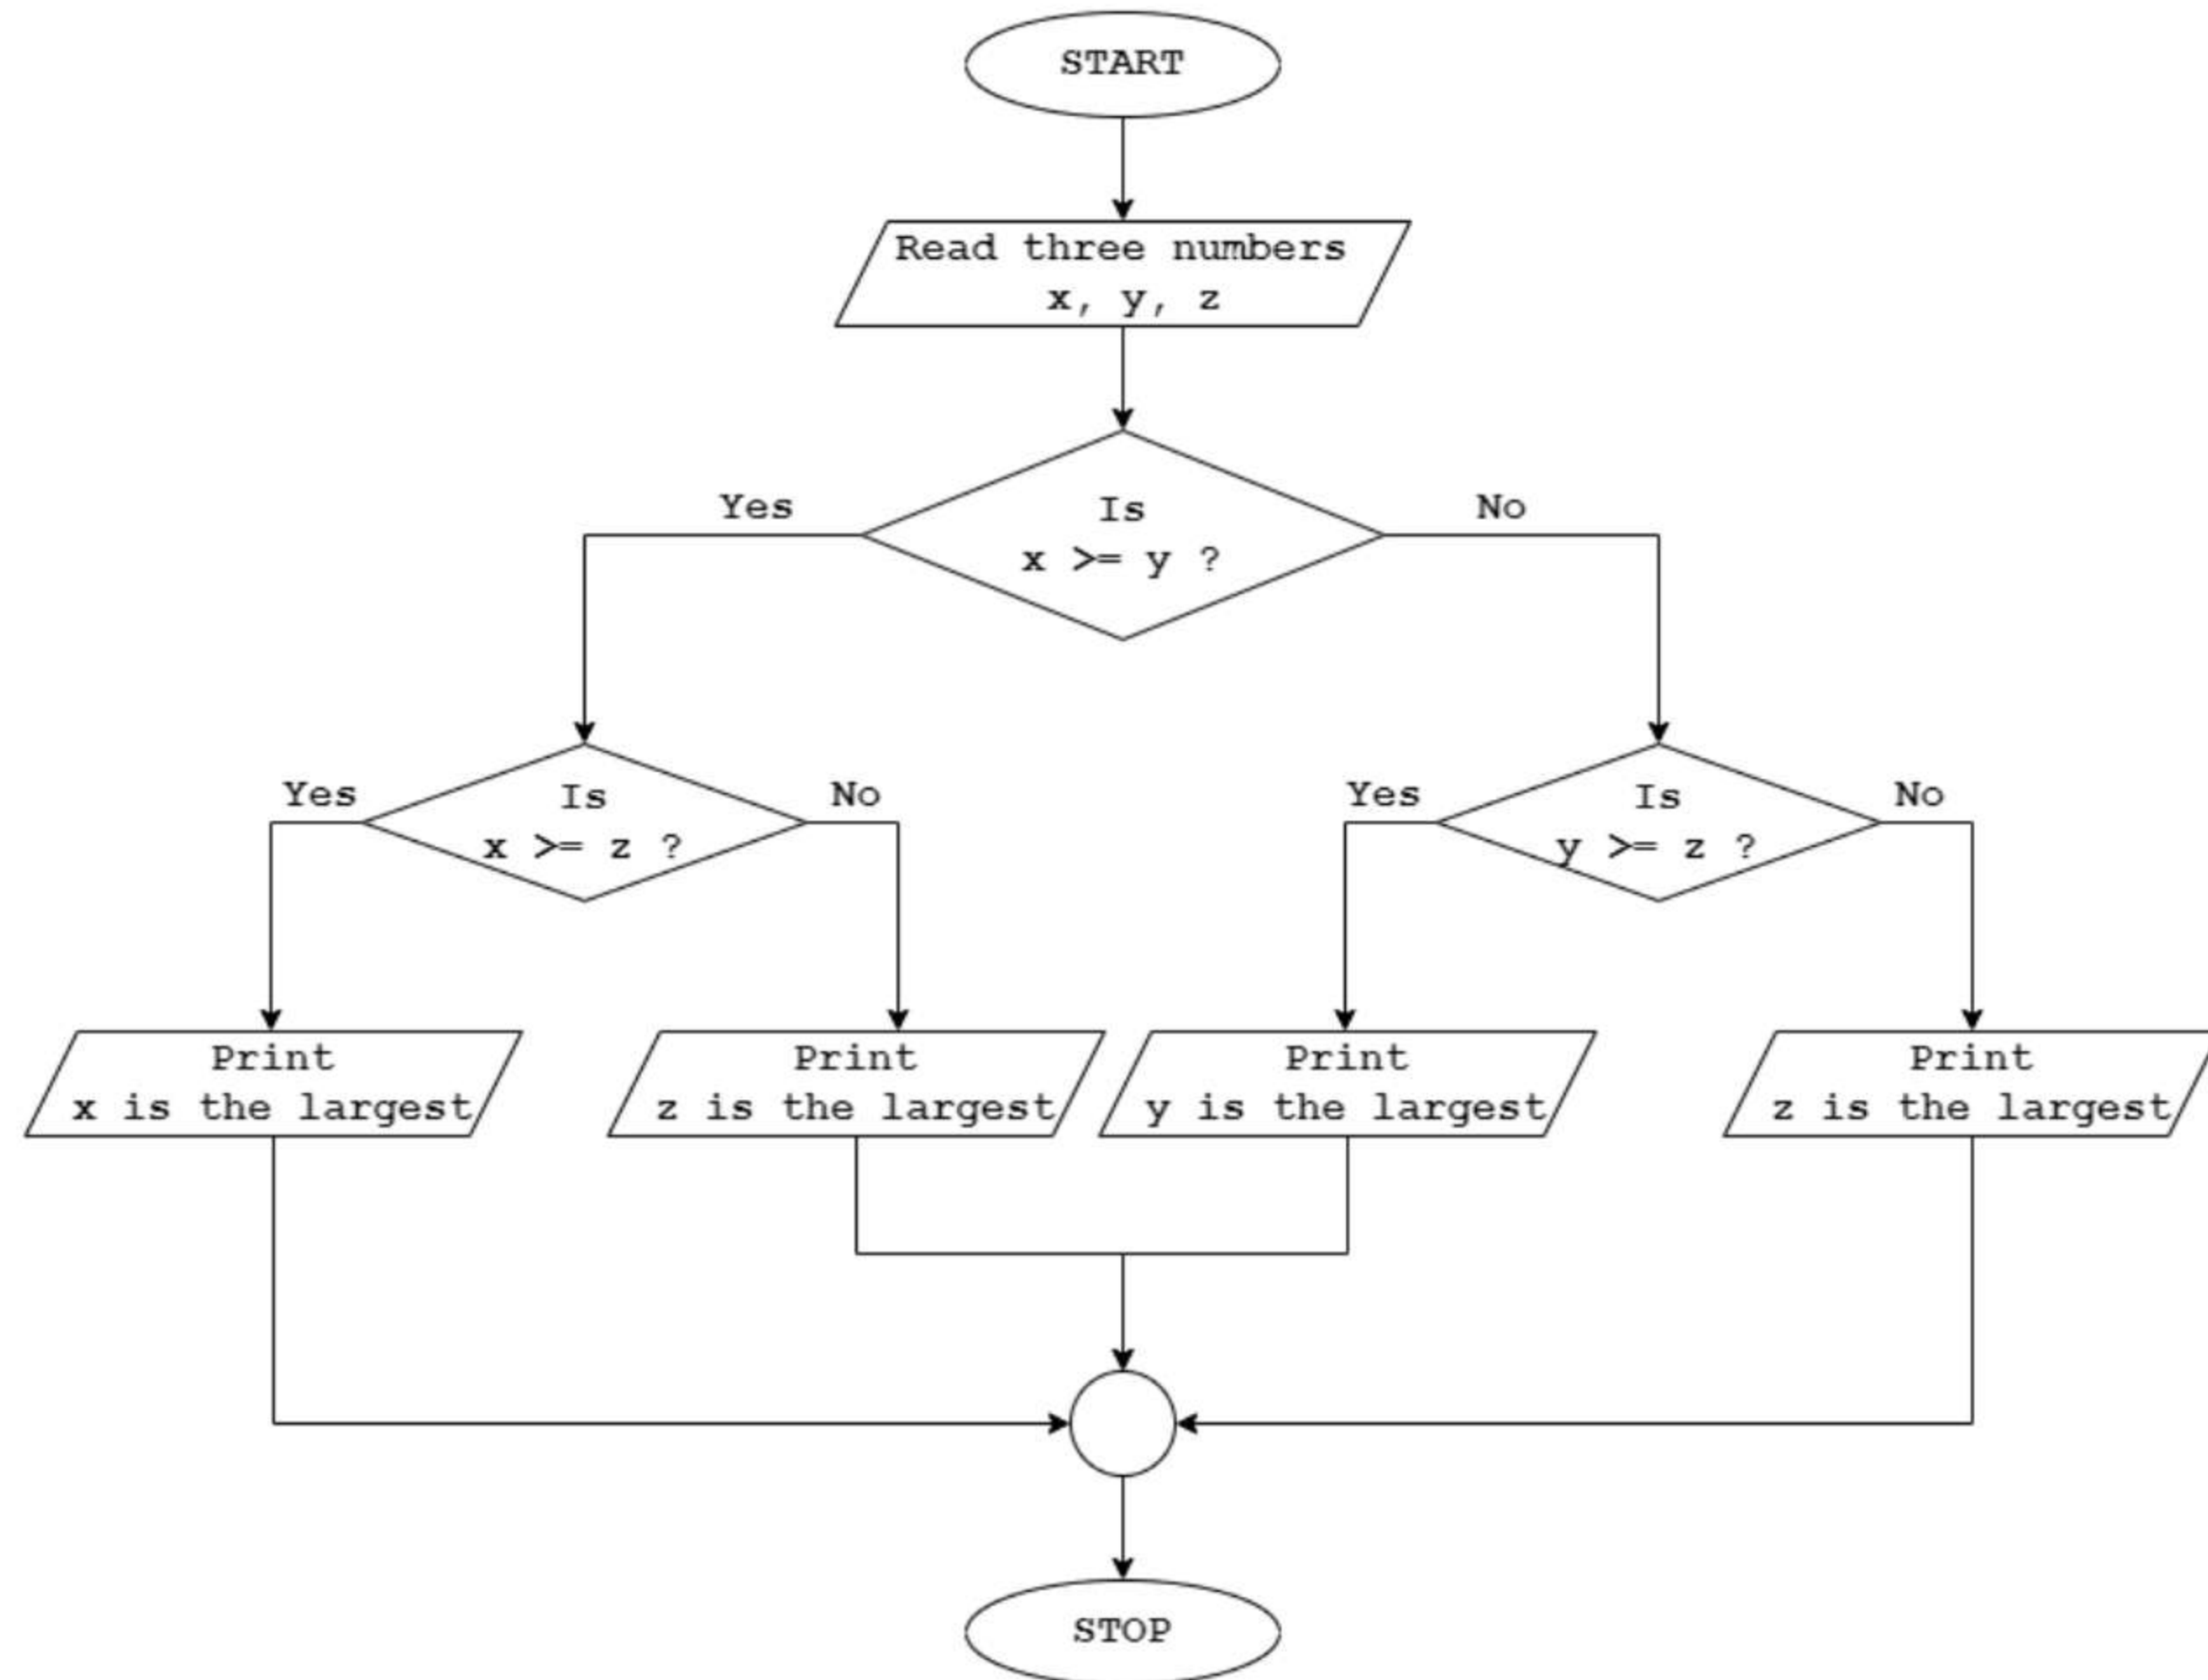 START
Read three numbers
x, y, z
Is
x >= y ?
Yes
No
Is
x >= z ?
Yes
No
Is
y >= z ?
Yes
No
Print
x is the largest
Print
z is the largest
Print
y is the largest
Print
z is the largest
STOP